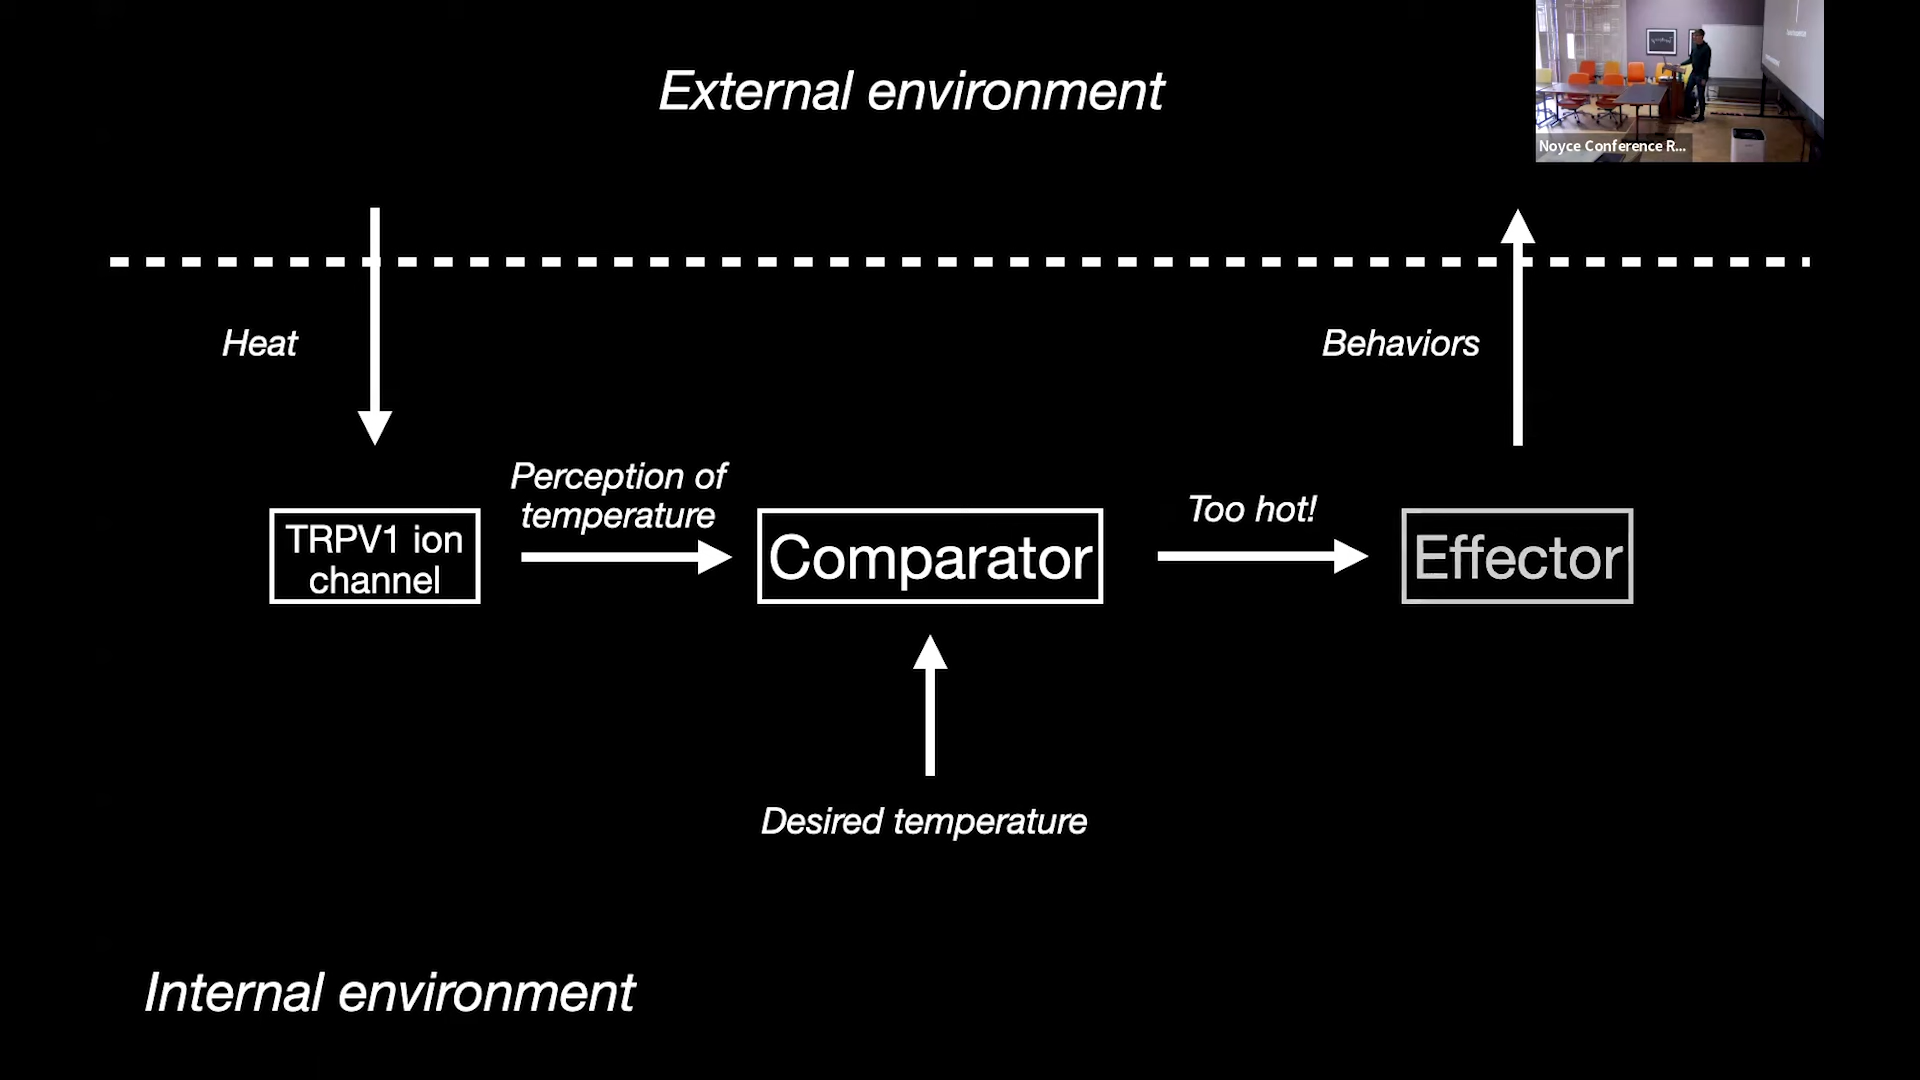 External environment
Noyce Conference R...
Heat
Behaviors
Perception of
temperature
Too hot!
TRPV1 ion
channel
Comparator
Effector
Desired temperature
Internal environment